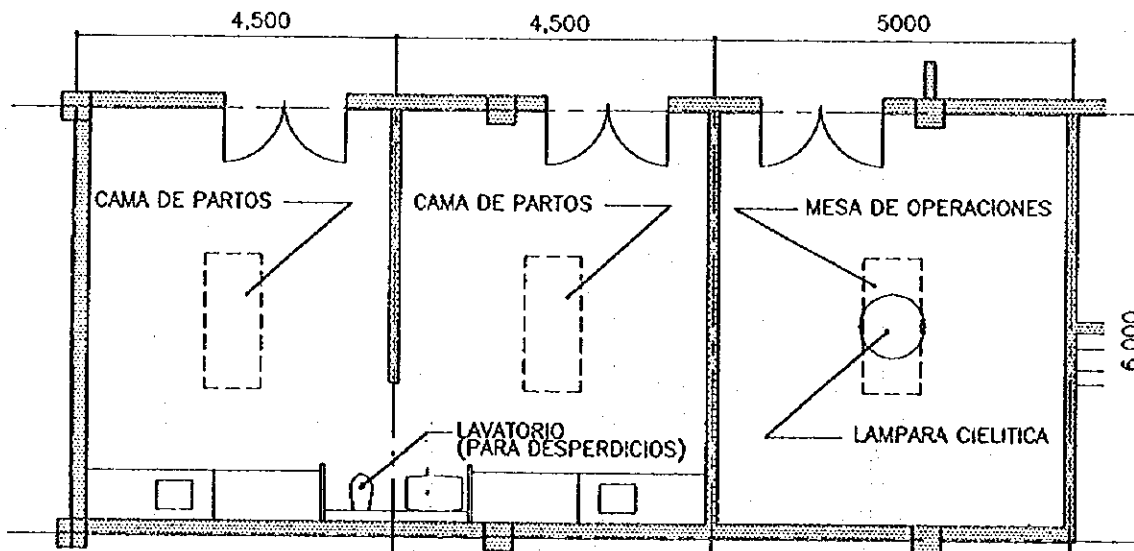 4,500
4,500
5000
CAMA DE PARTOS
CAMA DE PARTOS
MESA DE OPERACIONES
6,000
LAVATORIO
(PARA DESPERDICIOS)
LAMPARA CIELITICA